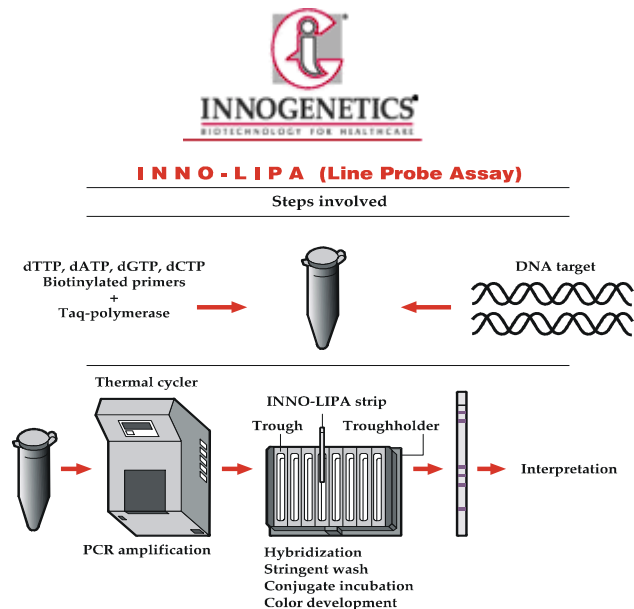 INNOGENETICS
BIOTECHNOLOGY FOR HEALTHCARE
INNO-LIPA (Line Probe Assay)
Steps involved
dTTP, dATP, dGTP, dCTP
Biotinylated primers
+
Taq-polymerase
DNA target
Thermal cycler
INNO-LIPA strip
Trough
Troughholder
Interpretation
PCR amplification
Hybridization
Stringent wash
Conjugate incubation
Color development